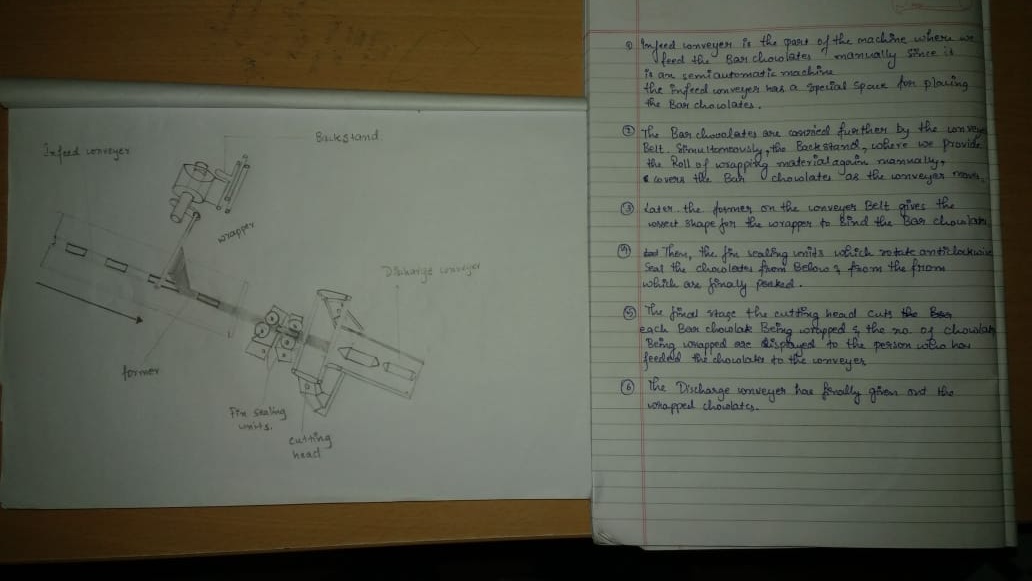 Infeed conveyer
Backstand
wrapper
Discharge conveyer
former
Fin sealing
units.
cutting
head
① Infeed conveyer is the part of the machine where we
feed the Bar chocolates manually since it
is an semiautomatic machine
the infeed conveyer has a special space for placing
the Bar chocolates.
② The Bar chocolates are carried further by the conveyer
Belt. Simultaneously, the Backstand, where we provide
the Roll of wrapping material again manually,
covers the Bar chocolates as the conveyer moves.
③ Later the former on the conveyer Belt gives the
correct shape for the wrapper to Bind the Bar chocolate
④ Then, the fin sealing units which rotate anticlockwise
Seal the chocolates from Below & from the from
which are finaly packed.
⑤ The final stage the cutting head cuts the Bar
each Bar chocolate Being wrapped & the no. of chocolate
Being wrapped are displayed to the person who has
feeded the chocolates to the conveyer
⑥ The Discharge conveyer has finally given out the
wrapped chocolates.